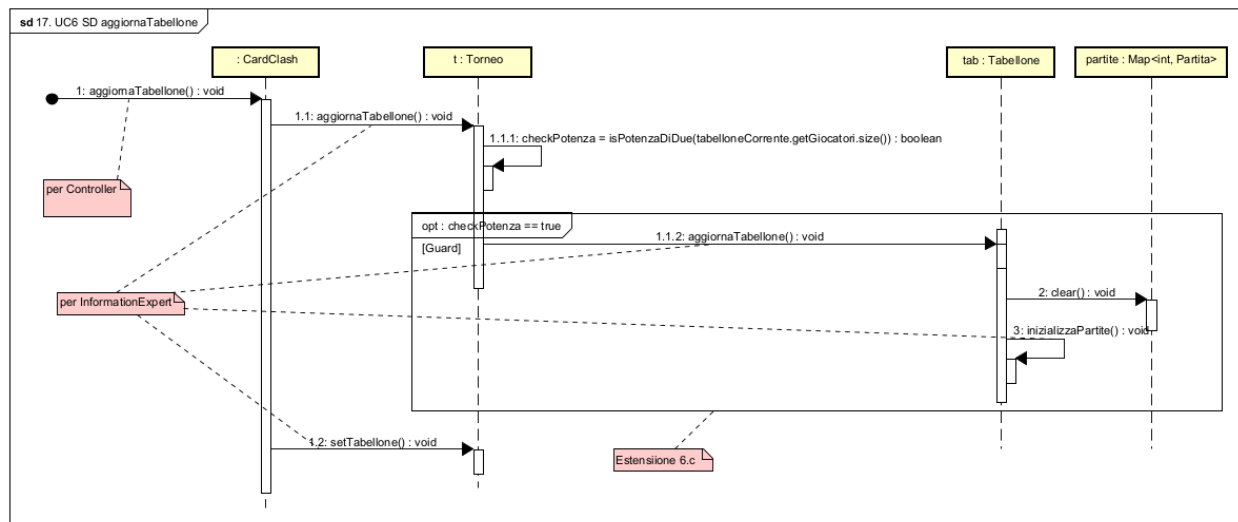 sd 17. UC6 SD aggiornaTabellone
: CardClash
t : Torneo
tab : Tabellone
partite : Map<int, Partita>
1: aggiornaTabellone() : void
1.1: aggiornaTabellone() : void
1.1.1: checkPotenza = isPotenzaDiDue(tabelloneCorrente.getGiocatori.size()) : boolean
per Controller
opt : checkPotenza == true
[Guard]
1.1.2: aggiornaTabellone() : void
per InformationExpert
2: clear() : void
3: inizializzaPartite() : void
1.2: setTabellone() : void
Estensiione 6.c